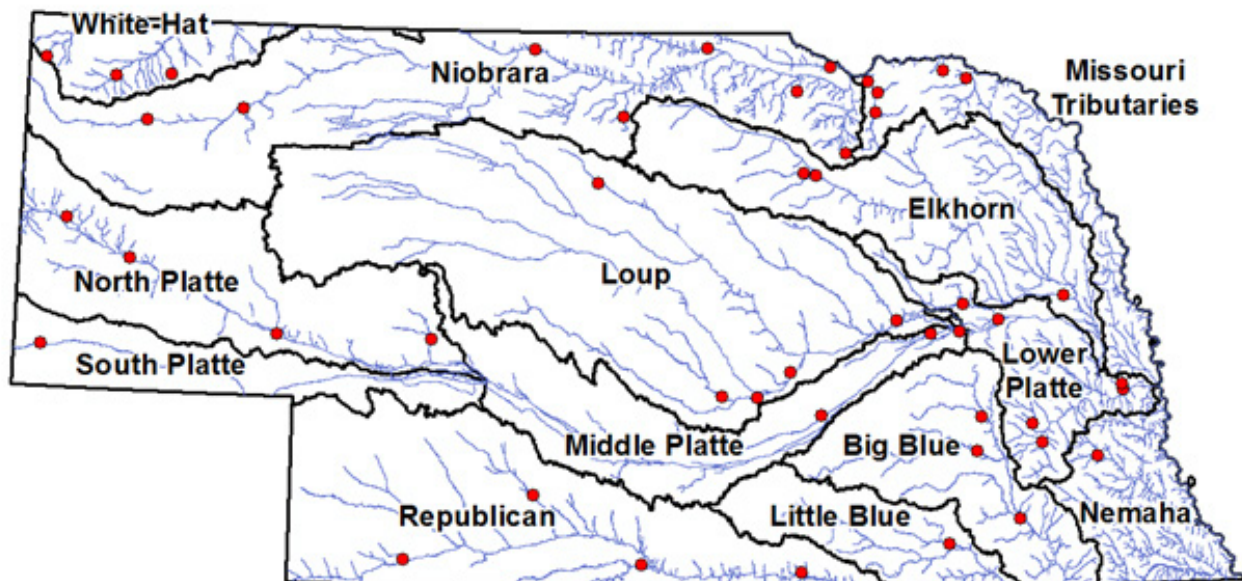 White-Hat
Niobrara
Missouri
Tributaries
Elkhorn
North Platte
Loup
South Platte
Lower
Platte
Middle Platte
Big Blue
Republican
Little Blue
Nemaha